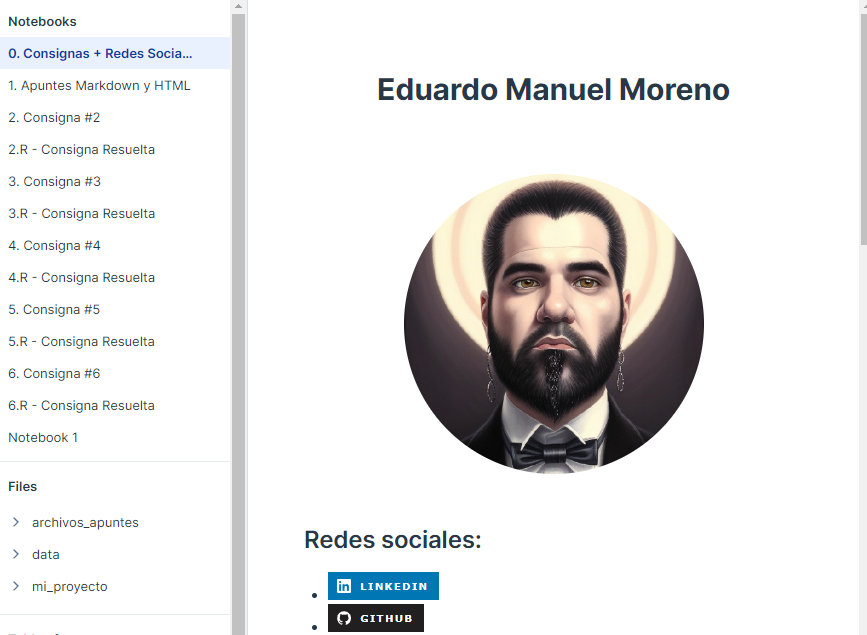 Notebooks
0. Consignas + Redes Socia...
1. Apuntes Markdown y HTML
2. Consigna #2
2.R - Consigna Resuelta
3. Consigna #3
3.R - Consigna Resuelta
4. Consigna #4
4.R - Consigna Resuelta
5. Consigna #5
5.R - Consigna Resuelta
6. Consigna #6
6.R - Consigna Resuelta
Notebook 1
Files
archivos_apuntes
data
mi_proyecto
Eduardo Manuel Moreno
Redes sociales:
in LINKEDIN
GITHUB